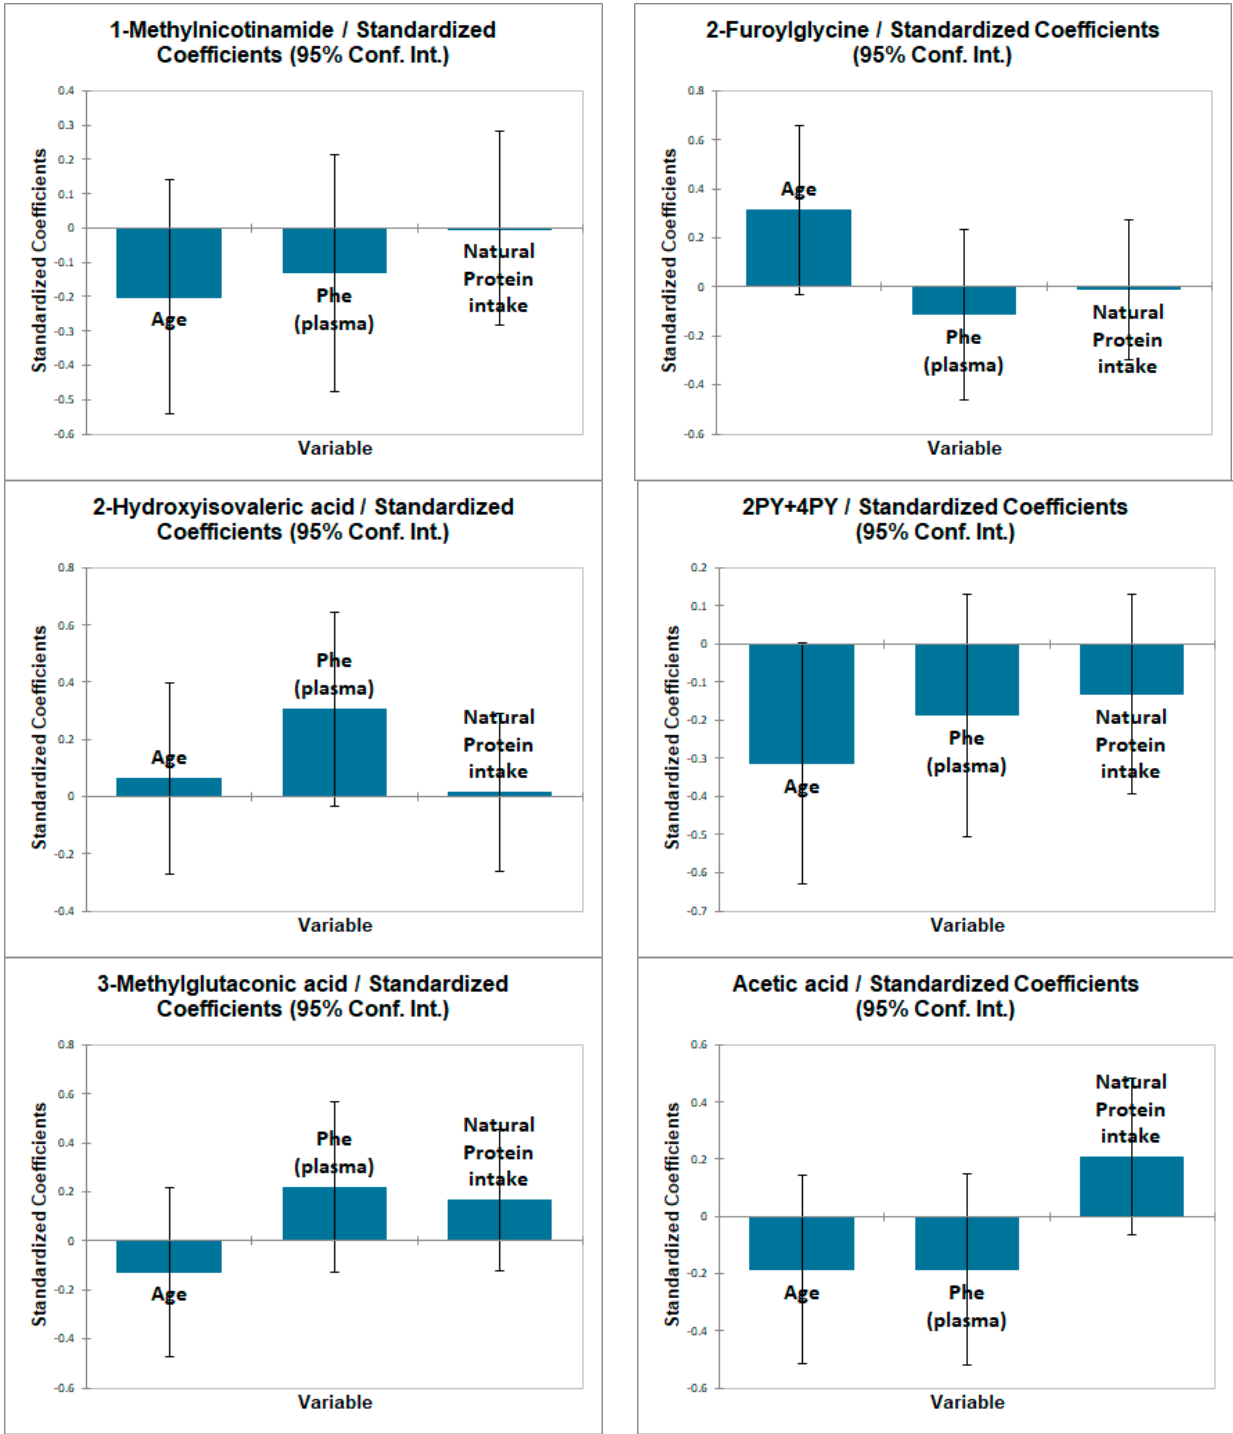 1-Methylnicotinamide / Standardized
Coefficients (95% Conf. Int.)
Standardized Coefficients
0.4
0.3
0.2
0.1
0
-0.1
-0.2
-0.3
-0.4
-0.5
-0.6
Age
Phe
(plasma)
Natural
Protein
intake
Variable
2-Furoylglycine / Standardized Coefficients
(95% Conf. Int.)
Standardized Coefficients
0.8
0.6
0.4
0.2
0
-0.2
-0.4
-0.6
Age
Phe
(plasma)
Natural
Protein
intake
Variable
2-Hydroxyisovaleric acid / Standardized
Coefficients (95% Conf. Int.)
Standardized Coefficients
0.8
0.6
0.4
0.2
0
-0.2
-0.4
Age
Phe
(plasma)
Natural
Protein
intake
Variable
2PY+4PY / Standardized Coefficients
(95% Conf. Int.)
Standardized Coefficients
0.2
0.1
0
-0.1
-0.2
-0.3
-0.4
-0.5
-0.6
-0.7
Age
Phe
(plasma)
Natural
Protein
intake
Variable
3-Methylglutaconic acid / Standardized
Coefficients (95% Conf. Int.)
Standardized Coefficients
0.8
0.6
0.4
0.2
0
-0.2
-0.4
-0.6
Age
Phe
(plasma)
Natural
Protein
intake
Variable
Acetic acid / Standardized Coefficients
(95% Conf. Int.)
Standardized Coefficients
0.6
0.4
0.2
0
-0.2
-0.4
-0.6
Age
Phe
(plasma)
Natural
Protein
intake
Variable